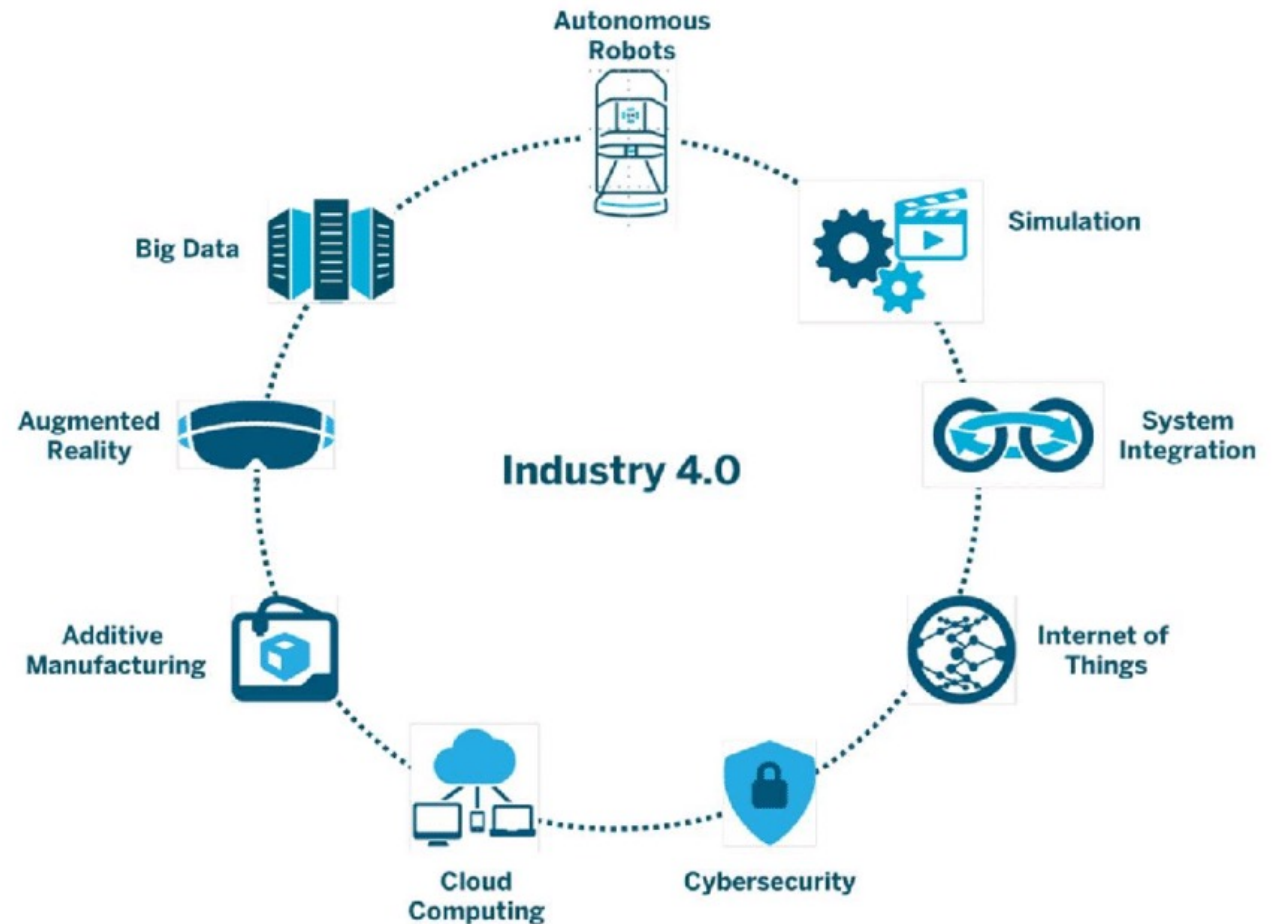 Autonomous
Robots
Simulation
Big Data
System
Integration
Augmented
Reality
Industry 4.0
Internet of
Things
Additive
Manufacturing
Cloud
Computing
Cybersecurity